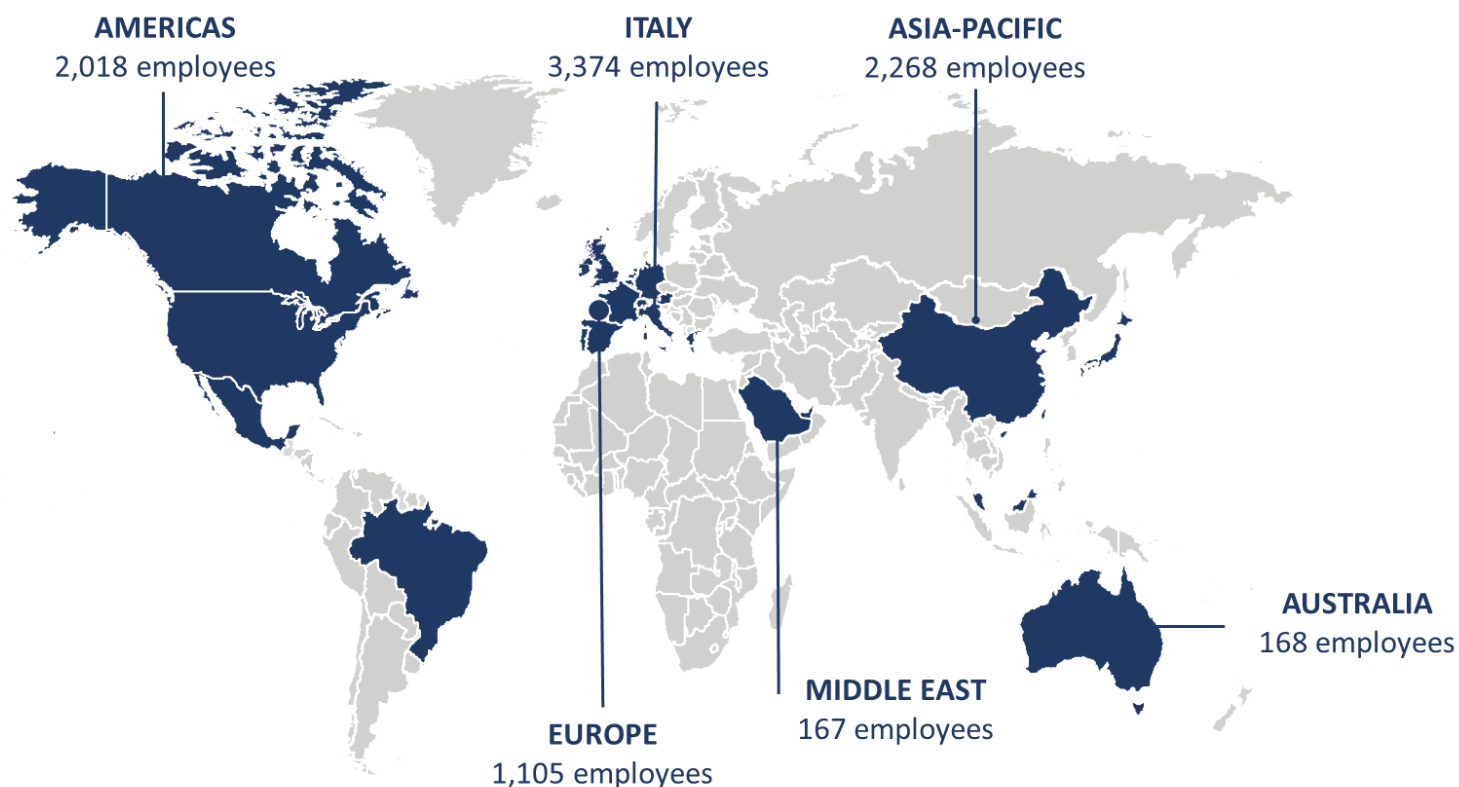 AMERICAS
2,018 employees
ITALY
3,374 employees
ASIA-PACIFIC
2,268 employees
AUSTRALIA
168 employees
MIDDLE EAST
167 employees
EUROPE
1,105 employees